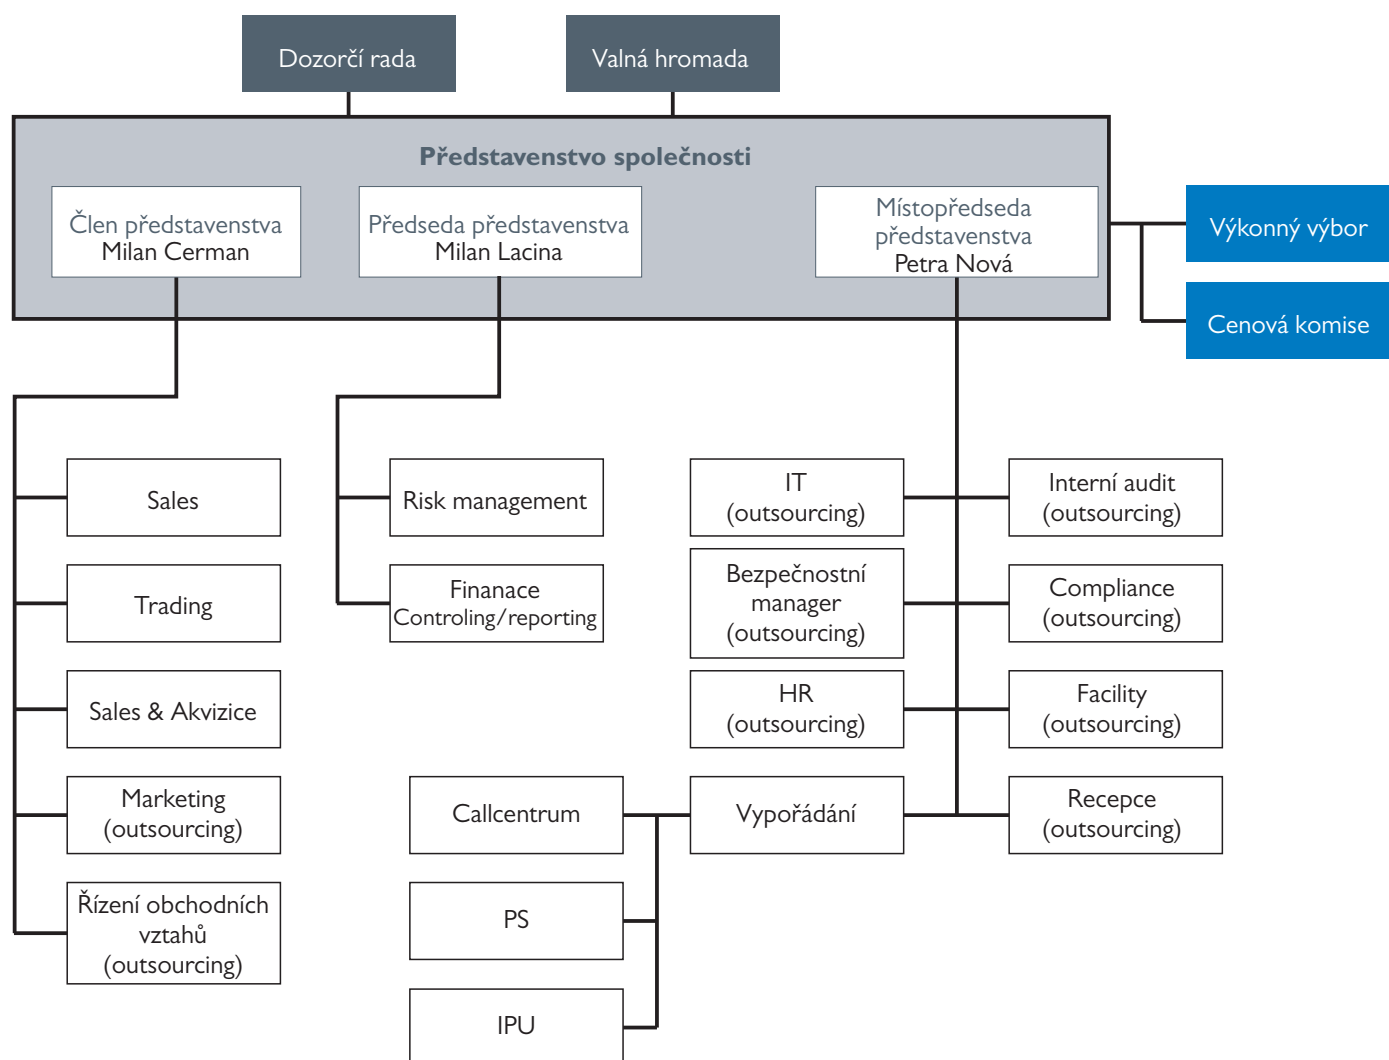 Dozorčí rada
Valná hromada
Představenstvo společnosti
Člen představenstva
Milan Cerman
Předseda představenstva
Milan Lacina
Místopředseda
představenstva
Petra Nová
Výkonný výbor
Cenová komise
Sales
Trading
Sales & Akvizice
Marketing
(outsourcing)
Řízení obchodních
vztahů
(outsourcing)
Risk management
Finanace
Controling/reporting
IT
(outsourcing)
Bezpečnostní
manager
(outsourcing)
HR
(outsourcing)
Vypořádání
Callcentrum
PS
IPU
Interní audit
(outsourcing)
Compliance
(outsourcing)
Facility
(outsourcing)
Recepce
(outsourcing)